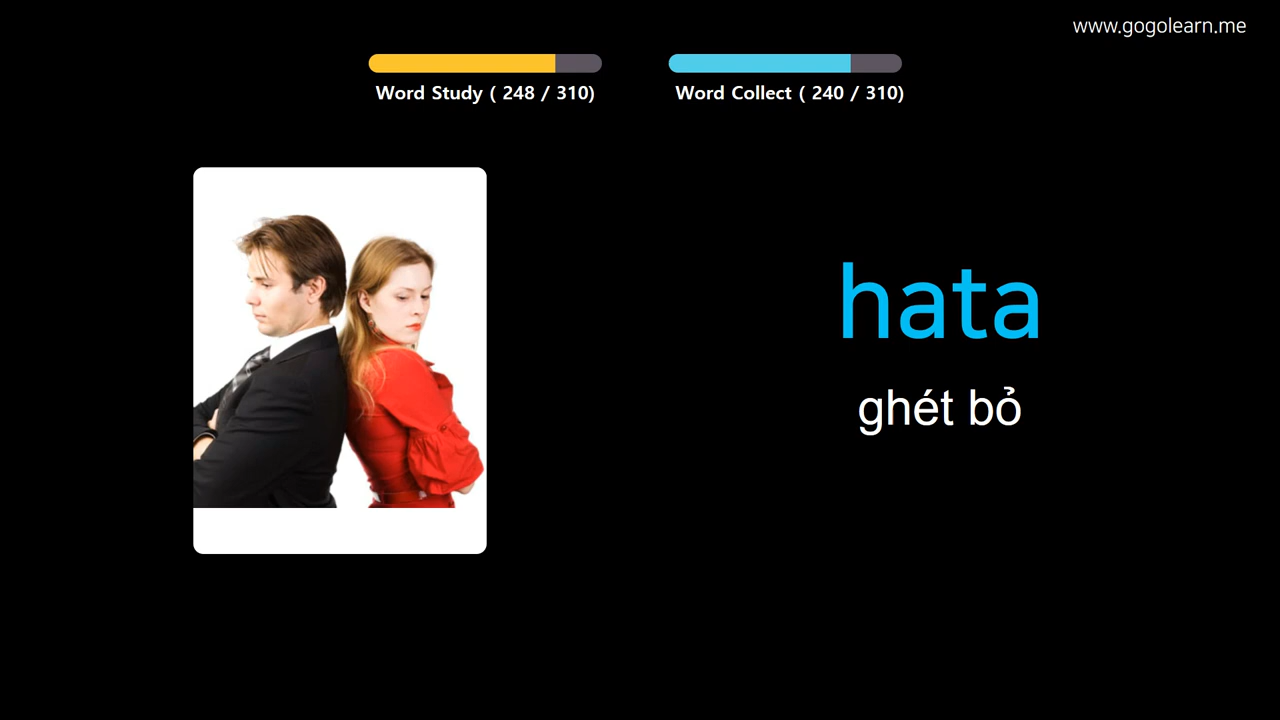 www.gogolearn.me
Word Study ( 248 / 310)
Word Collect ( 240 / 310)
hata
ghét bỏ